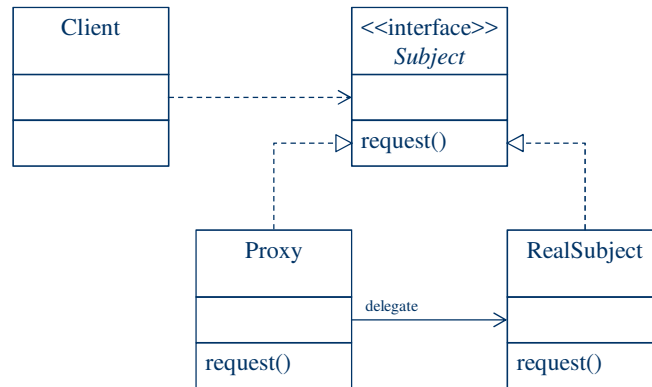 Client
<<interface>>
Subject
request()
Proxy
RealSubject
delegate
request()
request()